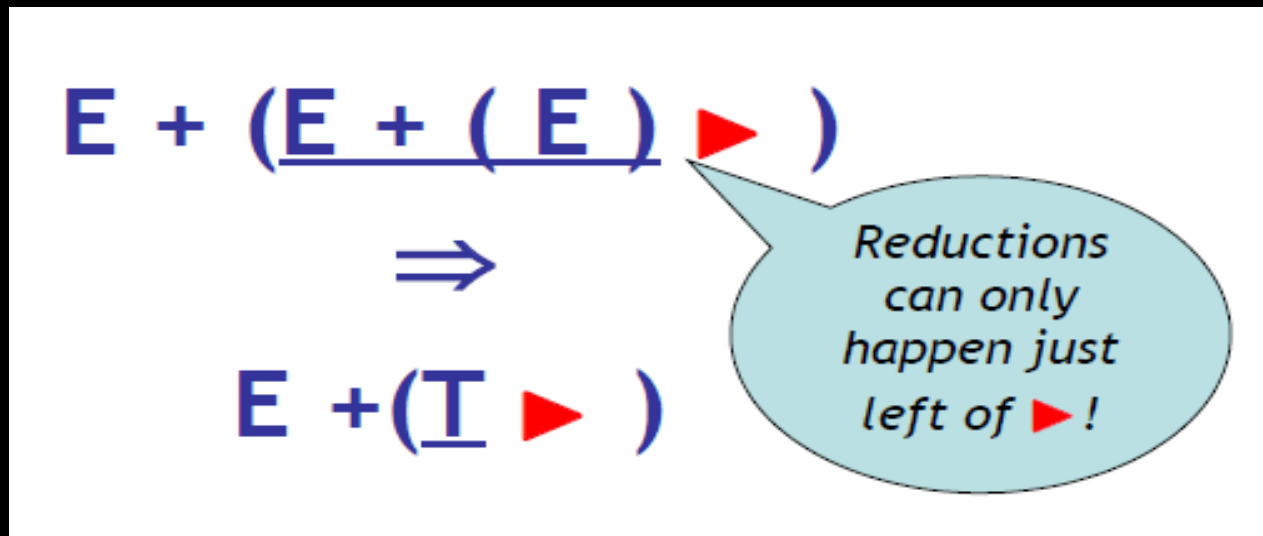 E + (E + ( E ) ► )
⇒
E +(T ► )
Reductions
can only
happen just
left of ►!